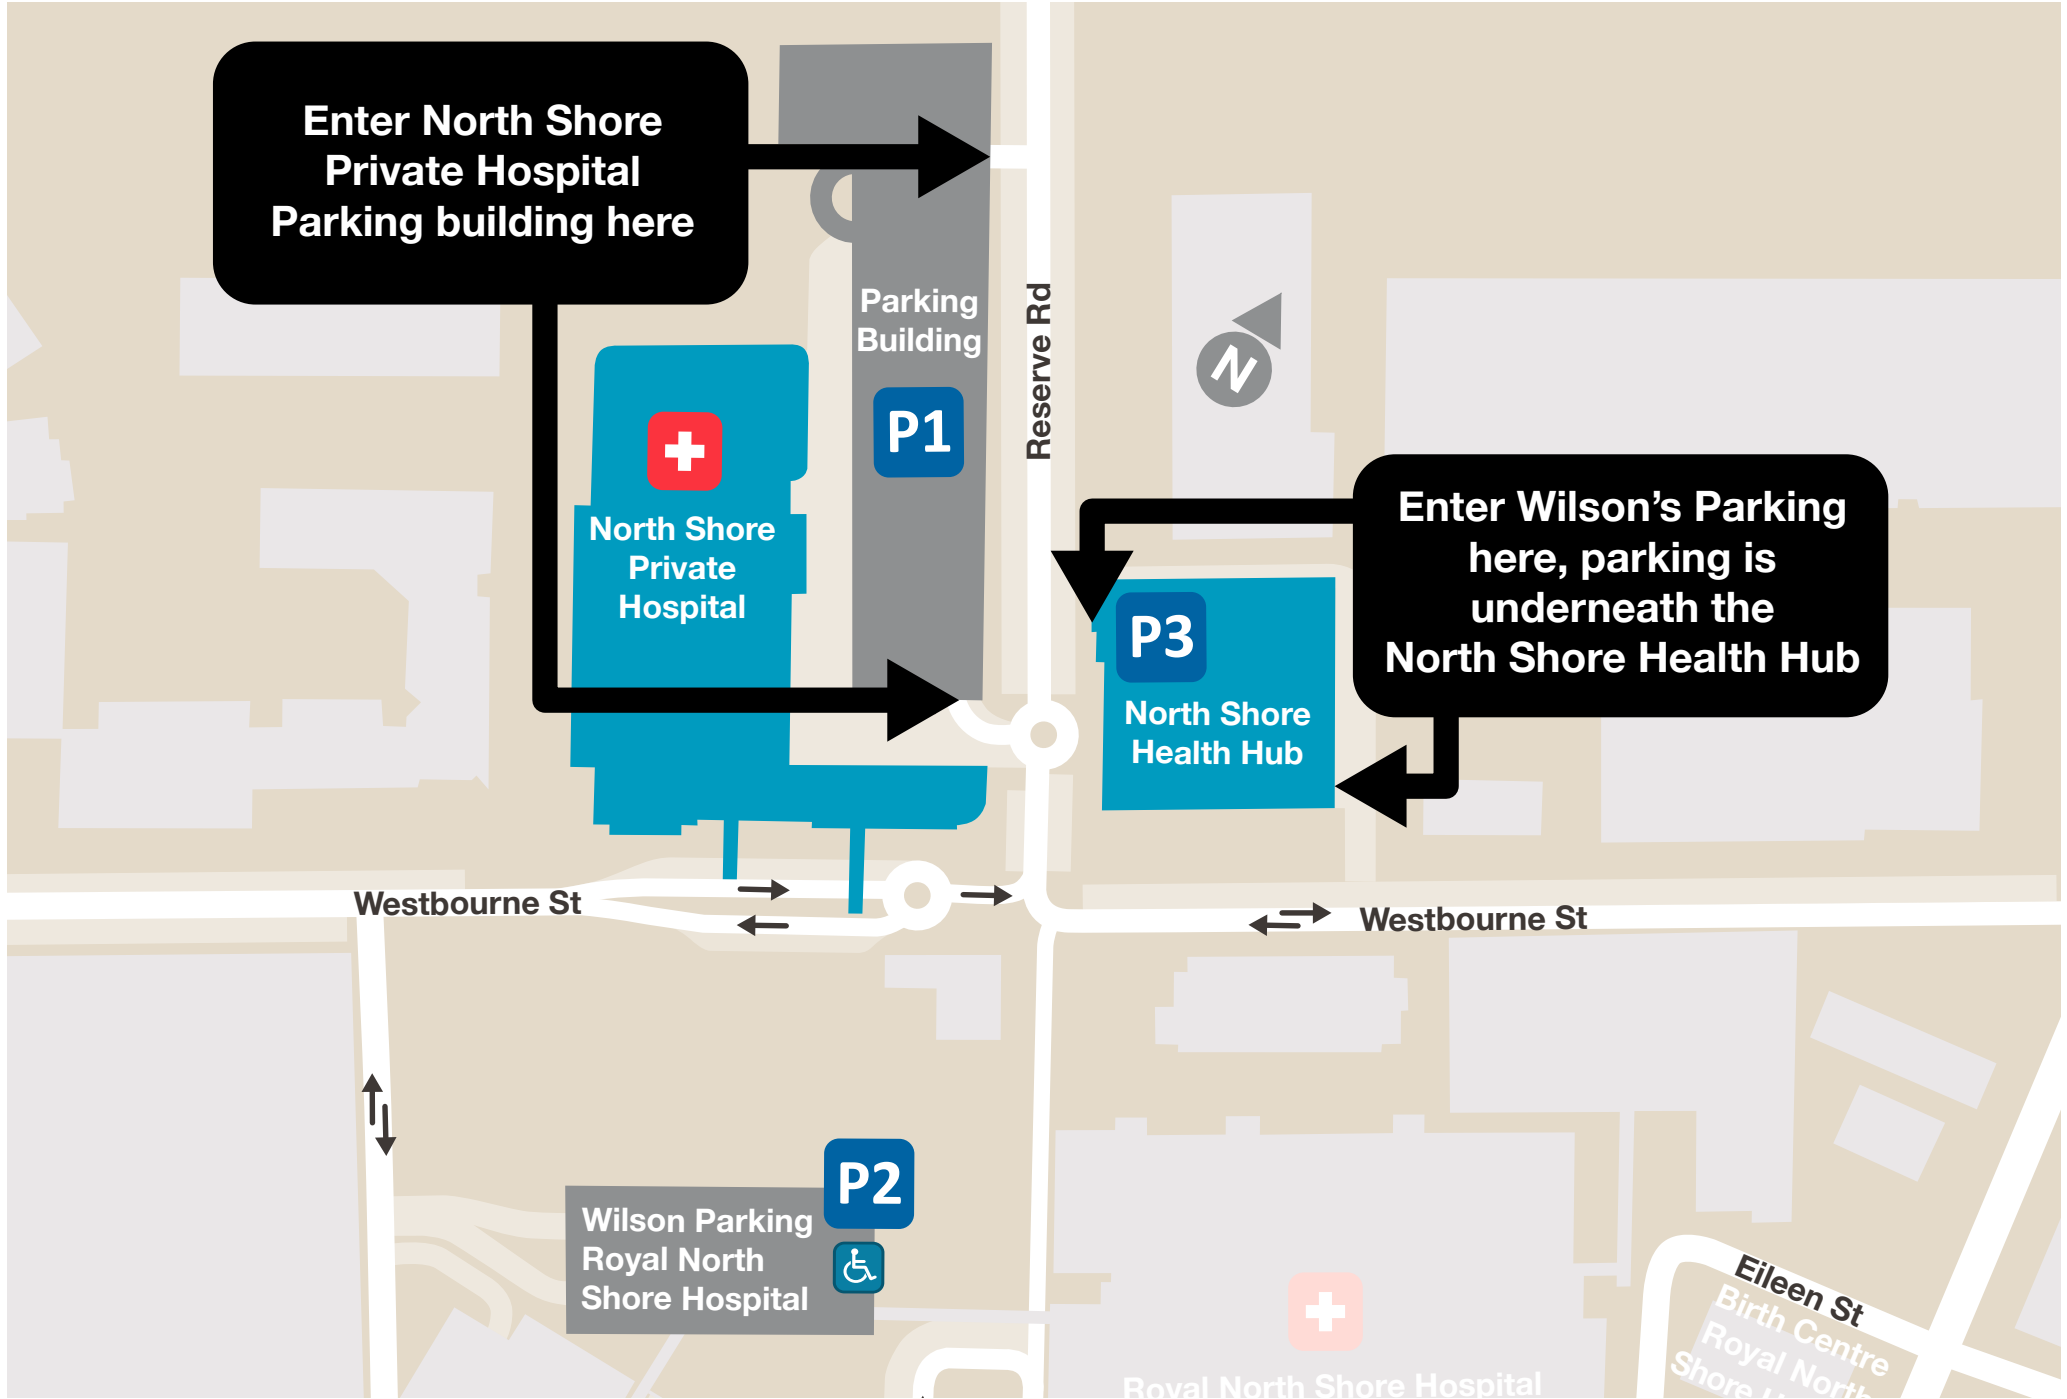 Enter North Shore
Private Hospital
Parking building here
Parking
Building
P1
Reserve Rd
N
North Shore
Private
Hospital
Enter Wilson’s Parking
here, parking is
underneath the
North Shore Health Hub
P3
North Shore
Health Hub
Westbourne St
Westbourne St
P2
Wilson Parking
Royal North
Shore Hospital
Eileen St
Birth Centre
Royal North
Shore
Royal North Shore Hospital